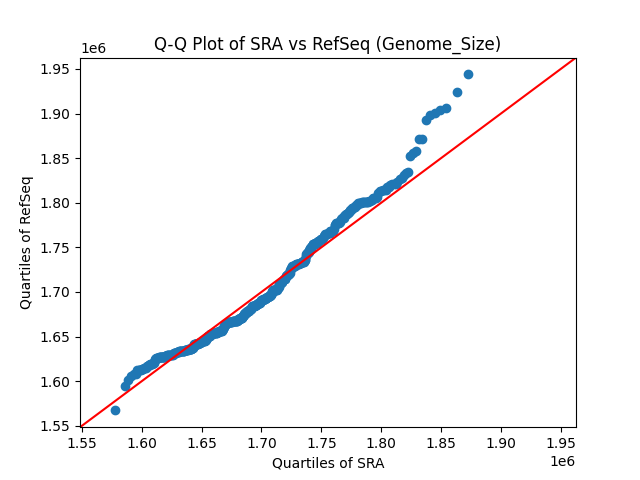 Q-Q Plot of SRA vs RefSeq (Genome_Size)
1e6
1.95
1.90
1.85
1.80
1.75
1.70
1.65
1.60
1.55
Quartiles of RefSeq
1.55 1.60 1.65 1.70 1.75 1.80 1.85 1.90 1.95
Quartiles of SRA
1e6